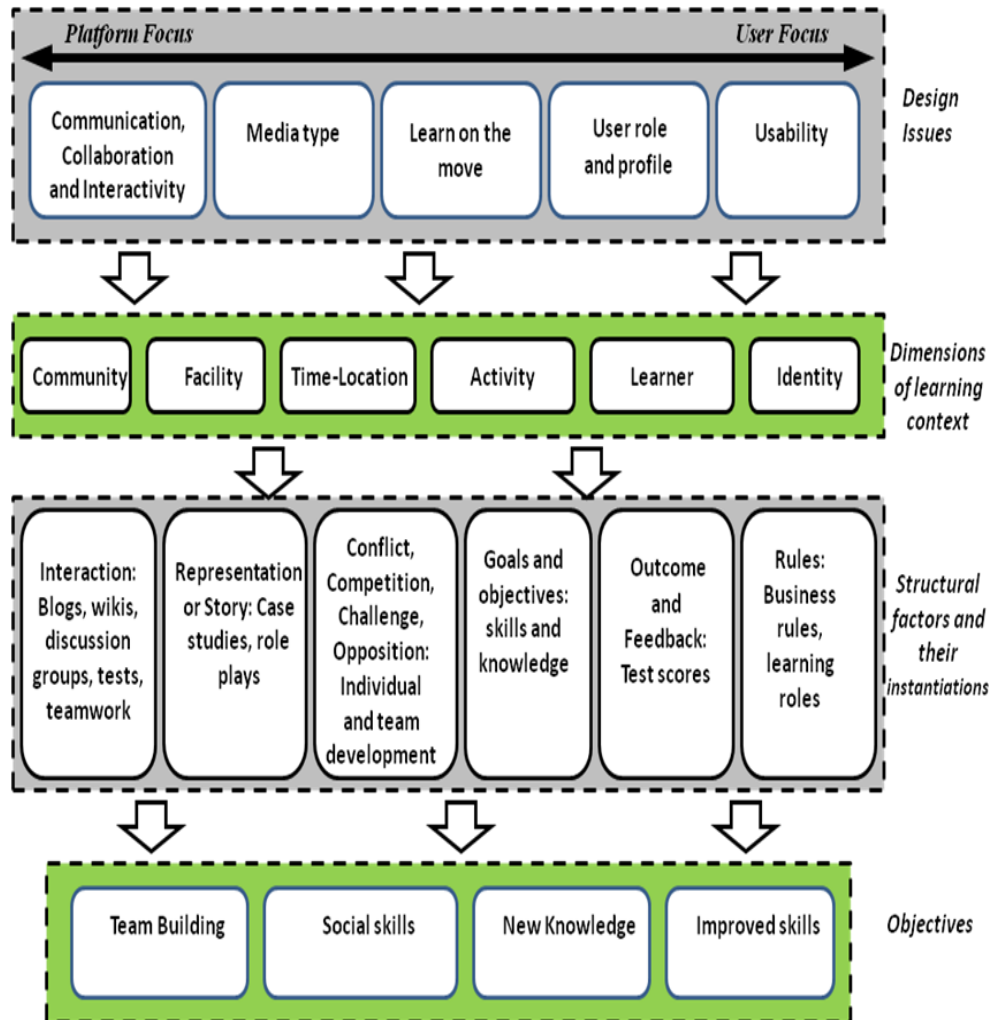 Platform Focus
User Focus
Communication,
Collaboration
and Interactivity
Media type
Learn on the
move
User role
and profile
Usability
Design
Issues
Community
Facility
Time-Location
Activity
Learner
Identity
Dimensions
of learning
context
Interaction:
Blogs, wikis,
discussion
groups, tests,
teamwork
Representation
or Story: Case
studies, role
plays
Conflict,
Competition,
Challenge,
Opposition:
Individual
and team
development
Goals and
objectives:
skills and
knowledge
Outcome
and
Feedback:
Test scores
Rules:
Business
rules,
learning
roles
Structural
factors and
their
instantiations
Team Building
Social skills
New Knowledge
Improved skills
Objectives